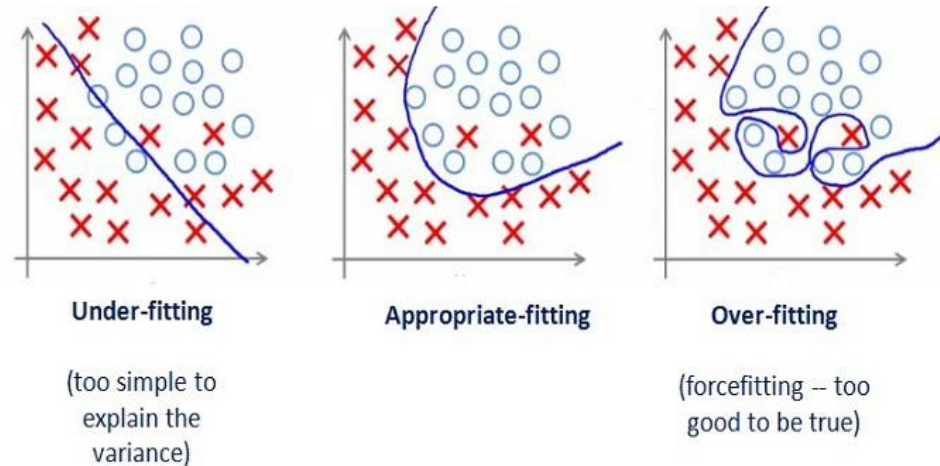 Under-fitting
Appropriate-fitting
Over-fitting
(too simple to
explain the
variance)
(forcefitting -- too
good to be true)